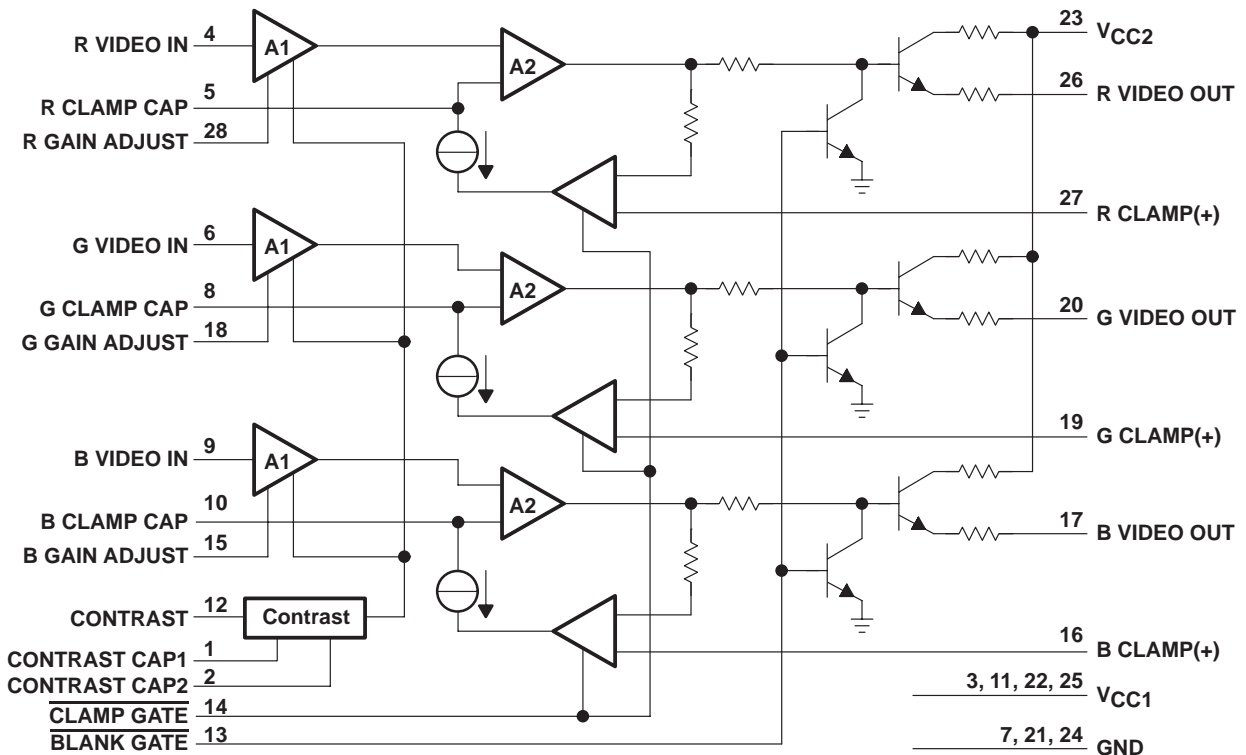 R VIDEO IN 4
A1
A2
23 VCC2
5
R CLAMP CAP
26 R VIDEO OUT
28
R GAIN ADJUST
27
R CLAMP(+)
6
G VIDEO IN
A1
A2
8
G CLAMP CAP
20 G VIDEO OUT
18
G GAIN ADJUST
19
G CLAMP(+)
9
B VIDEO IN
A1
A2
10
B CLAMP CAP
17 B VIDEO OUT
15
B GAIN ADJUST
12
CONTRAST
Contrast
16
B CLAMP(+)
1
CONTRAST CAP1
2
CONTRAST CAP2
3, 11, 22, 25
VCC1
CLAMP GATE 14
BLANK GATE 13
7, 21, 24
GND